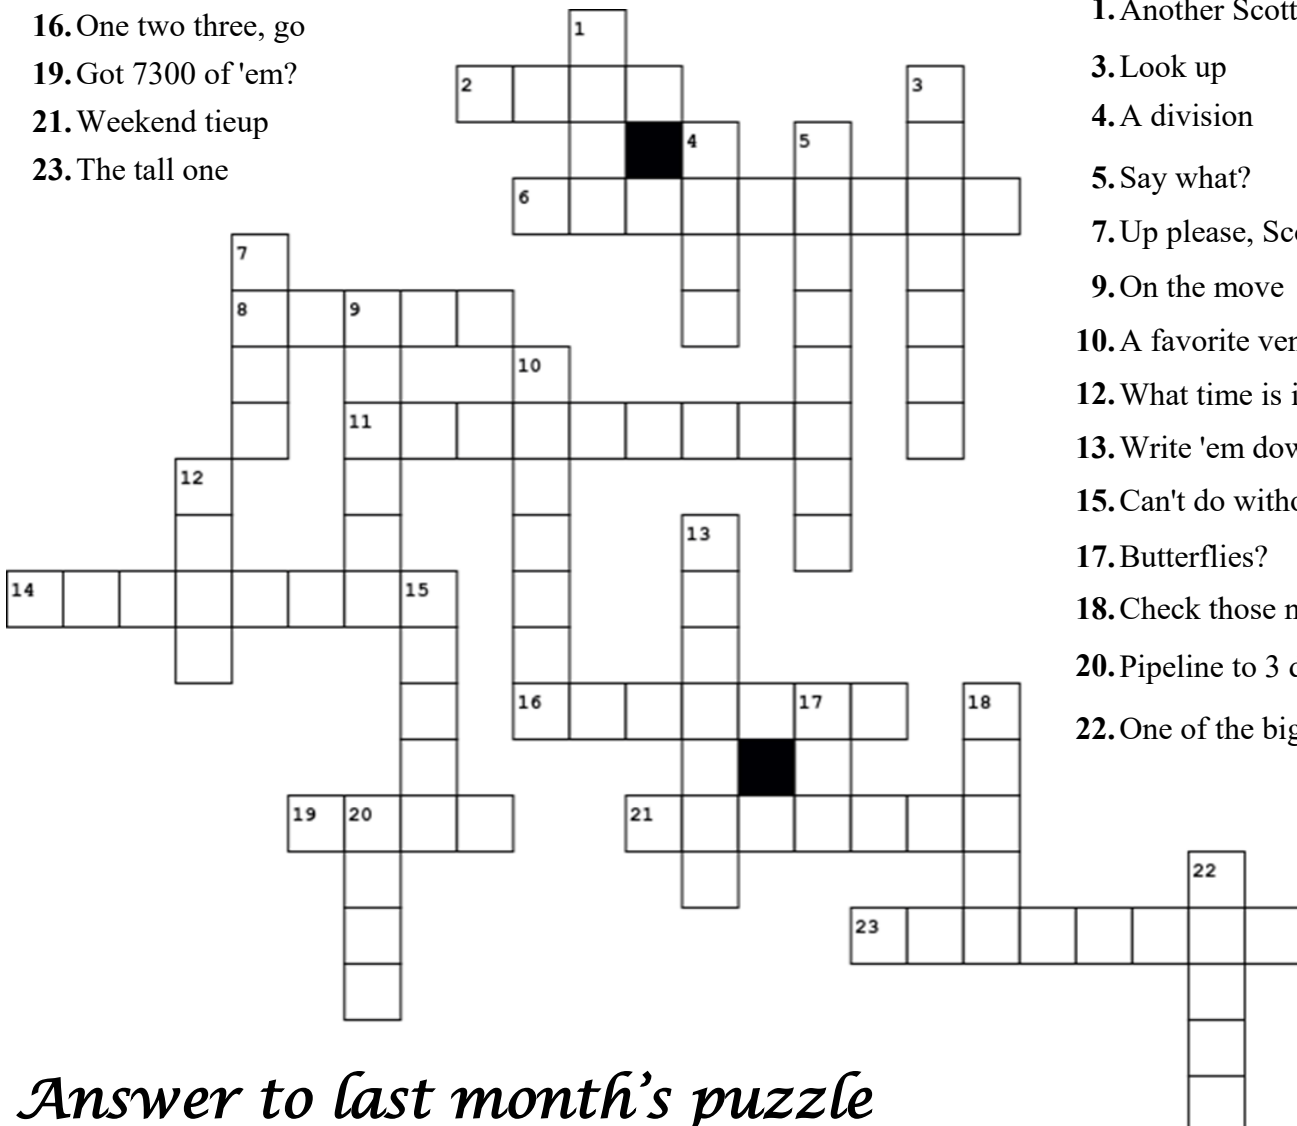 16. One two three, go
19. Got 7300 of 'em?
21. Weekend tieup
23. The tall one
1. Another Scott
3. Look up
4. A division
5. Say what?
7. Up please,
9. On the move
10. A favorite
12. What time is
13. Write 'em
15. Can't do
17. Butterflies?
18. Check those
20. Pipeline to 3
22. One of the
1
2
3
4
5
6
7
8
9
10
11
12
13
14
15
16
17
18
19
20
21
22
23
Answer to last month's puzzle